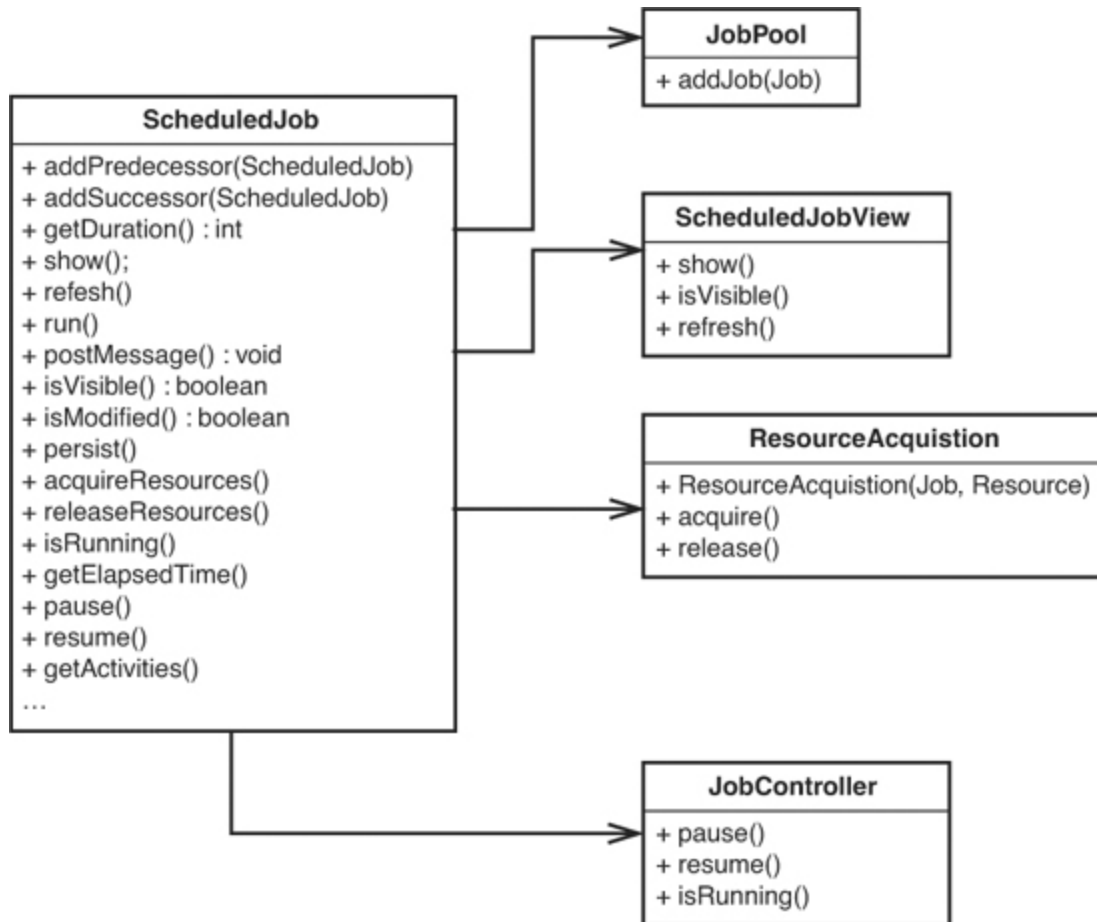 ScheduledJob
+ addPredecessor(ScheduledJob)
+ addSuccessor(ScheduledJob)
+ getDuration() : int
+ show();
+ refesh()
+ run()
+ postMessage() : void
+ isVisible() : boolean
+ isModified() : boolean
+ persist()
+ acquireResources()
+ releaseResources()
+ isRunning()
+ getElapsedTime()
+ pause()
+ resume()
+ getActivities()
...
JobPool
+ addJob(Job)
ScheduledJobView
+ show()
+ isVisible()
+ refresh()
ResourceAcquistion
+ ResourceAcquistion(Job, Resource)
+ acquire()
+ release()
JobController
+ pause()
+ resume()
+ isRunning()